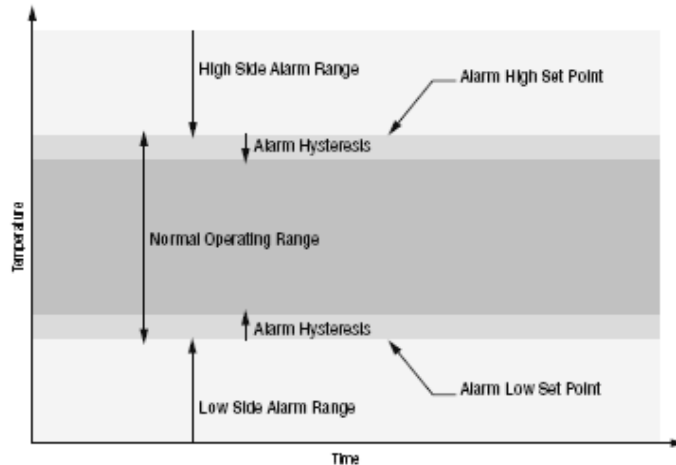 High Side Alarm Range
Alarm High Set Point
Alarm Hysteresis
Normal Operating Range
Temperature
Alarm Hysteresis
Alarm Low Set Point
Low Side Alarm Range
Time